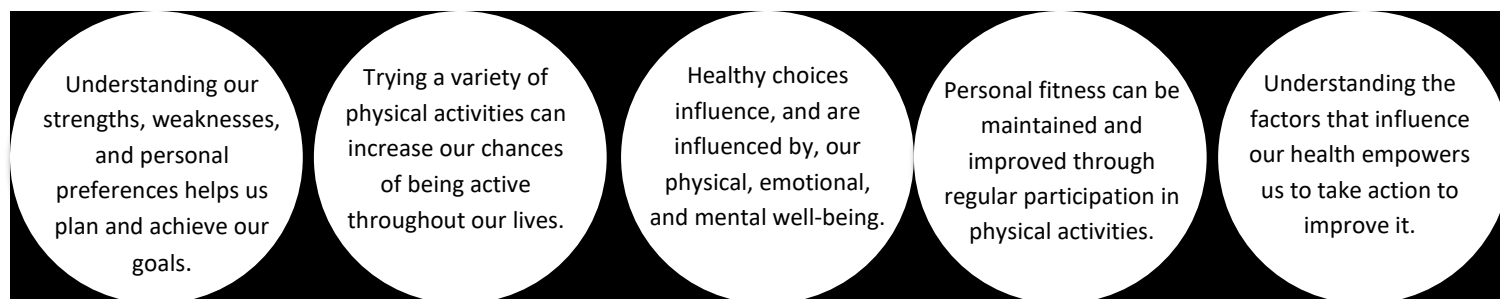 Understanding our
strengths, weaknesses,
and personal
preferences helps us
plan and achieve our
goals.
Trying a variety of
physical activities can
increase our chances
of being active
throughout our lives.
Healthy choices
influence, and are
influenced by, our
physical, emotional,
and mental well-being.
Personal fitness can be
maintained and
improved through
regular participation in
physical activities.
Understanding the
factors that influence
our health empowers
us to take action to
improve it.